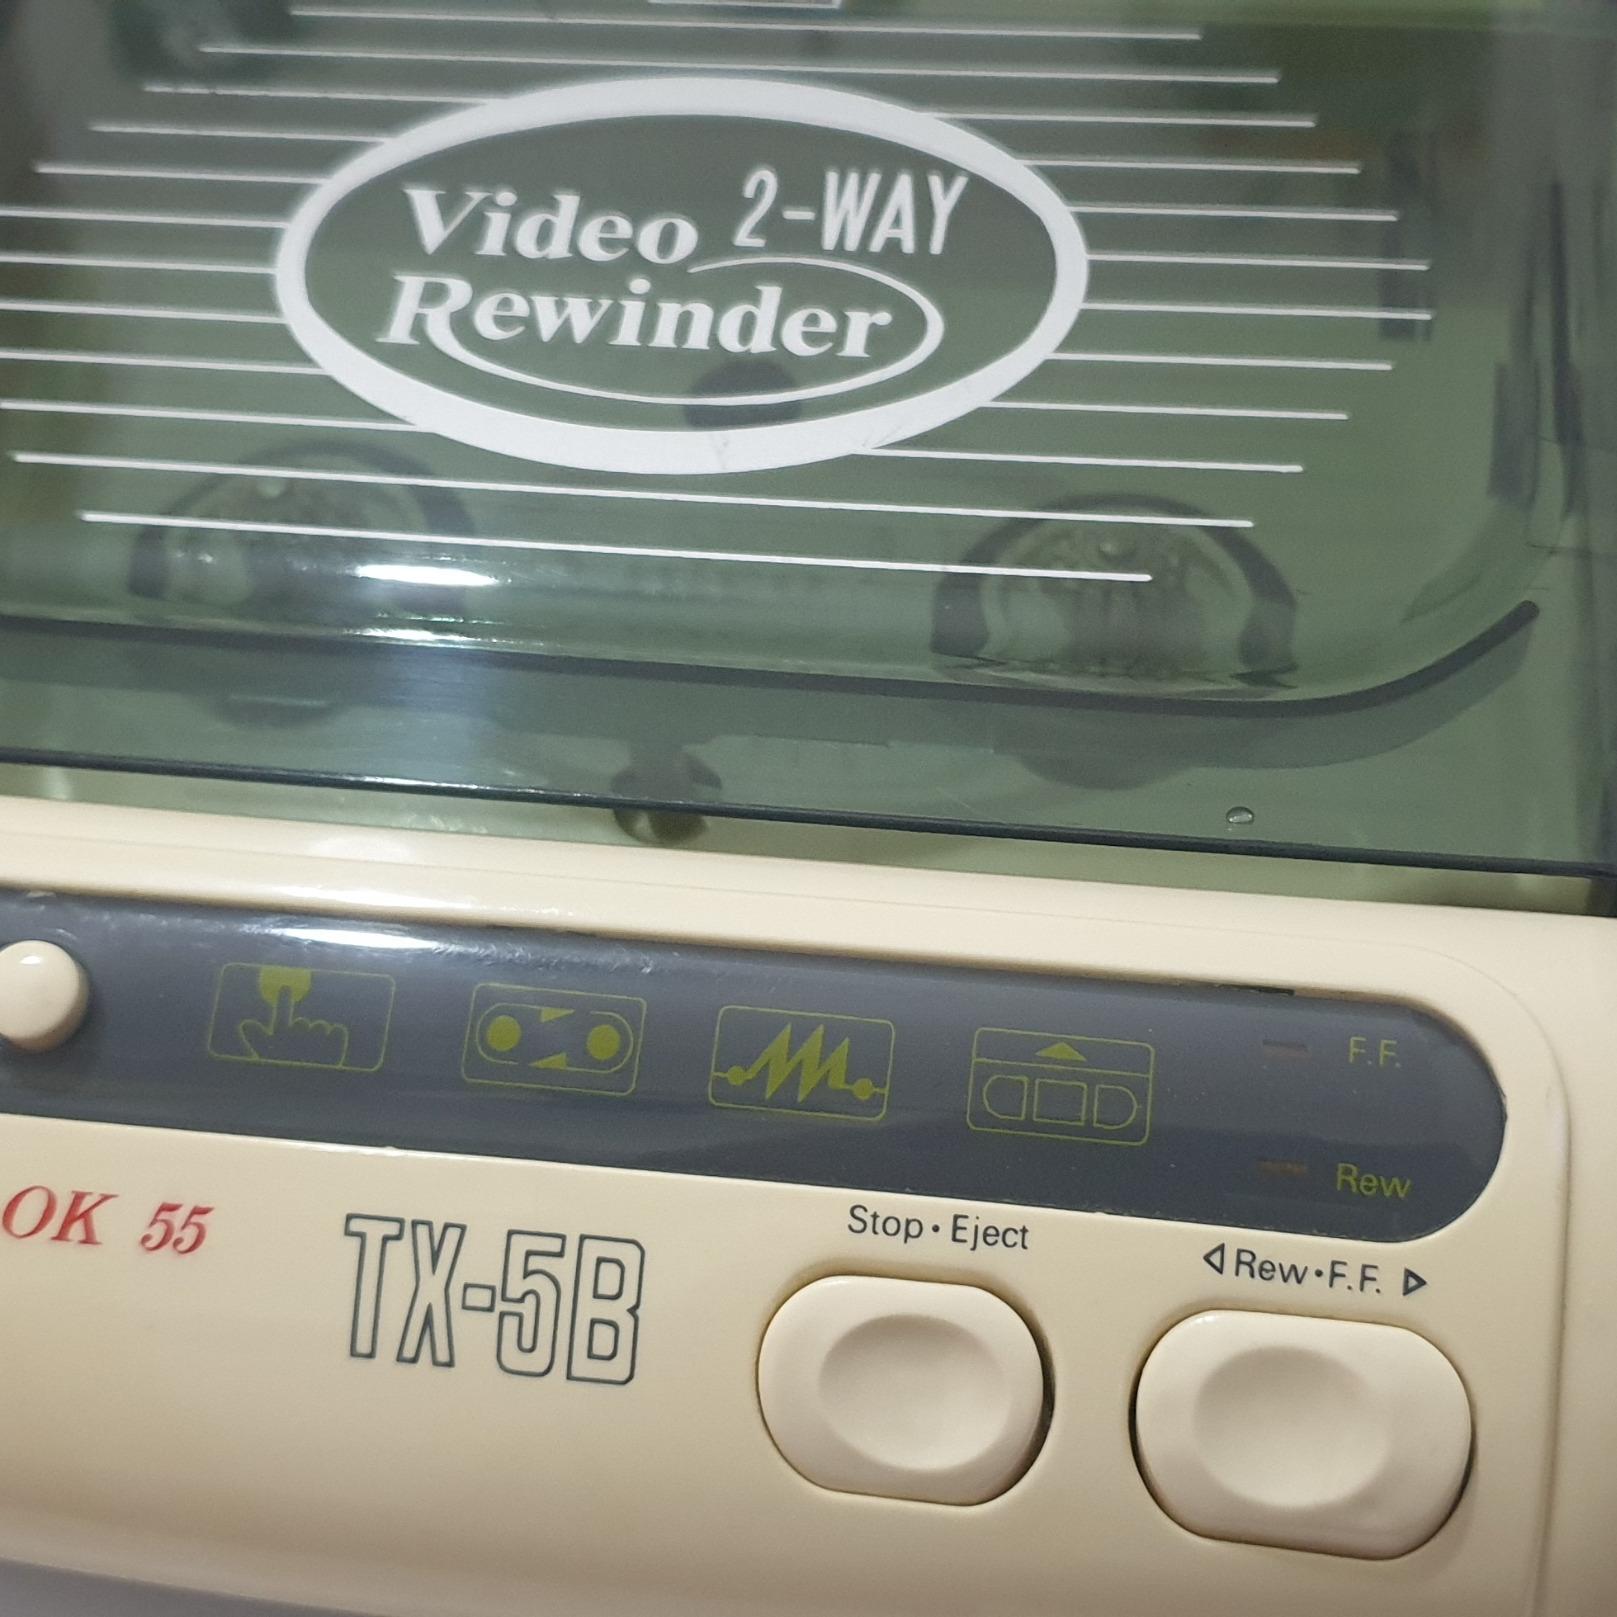 Video 2-WAY
Rewinder
F.F.
Rew
OK 55
TX-5B
Stop•Eject
◁Rew•F.F.▷